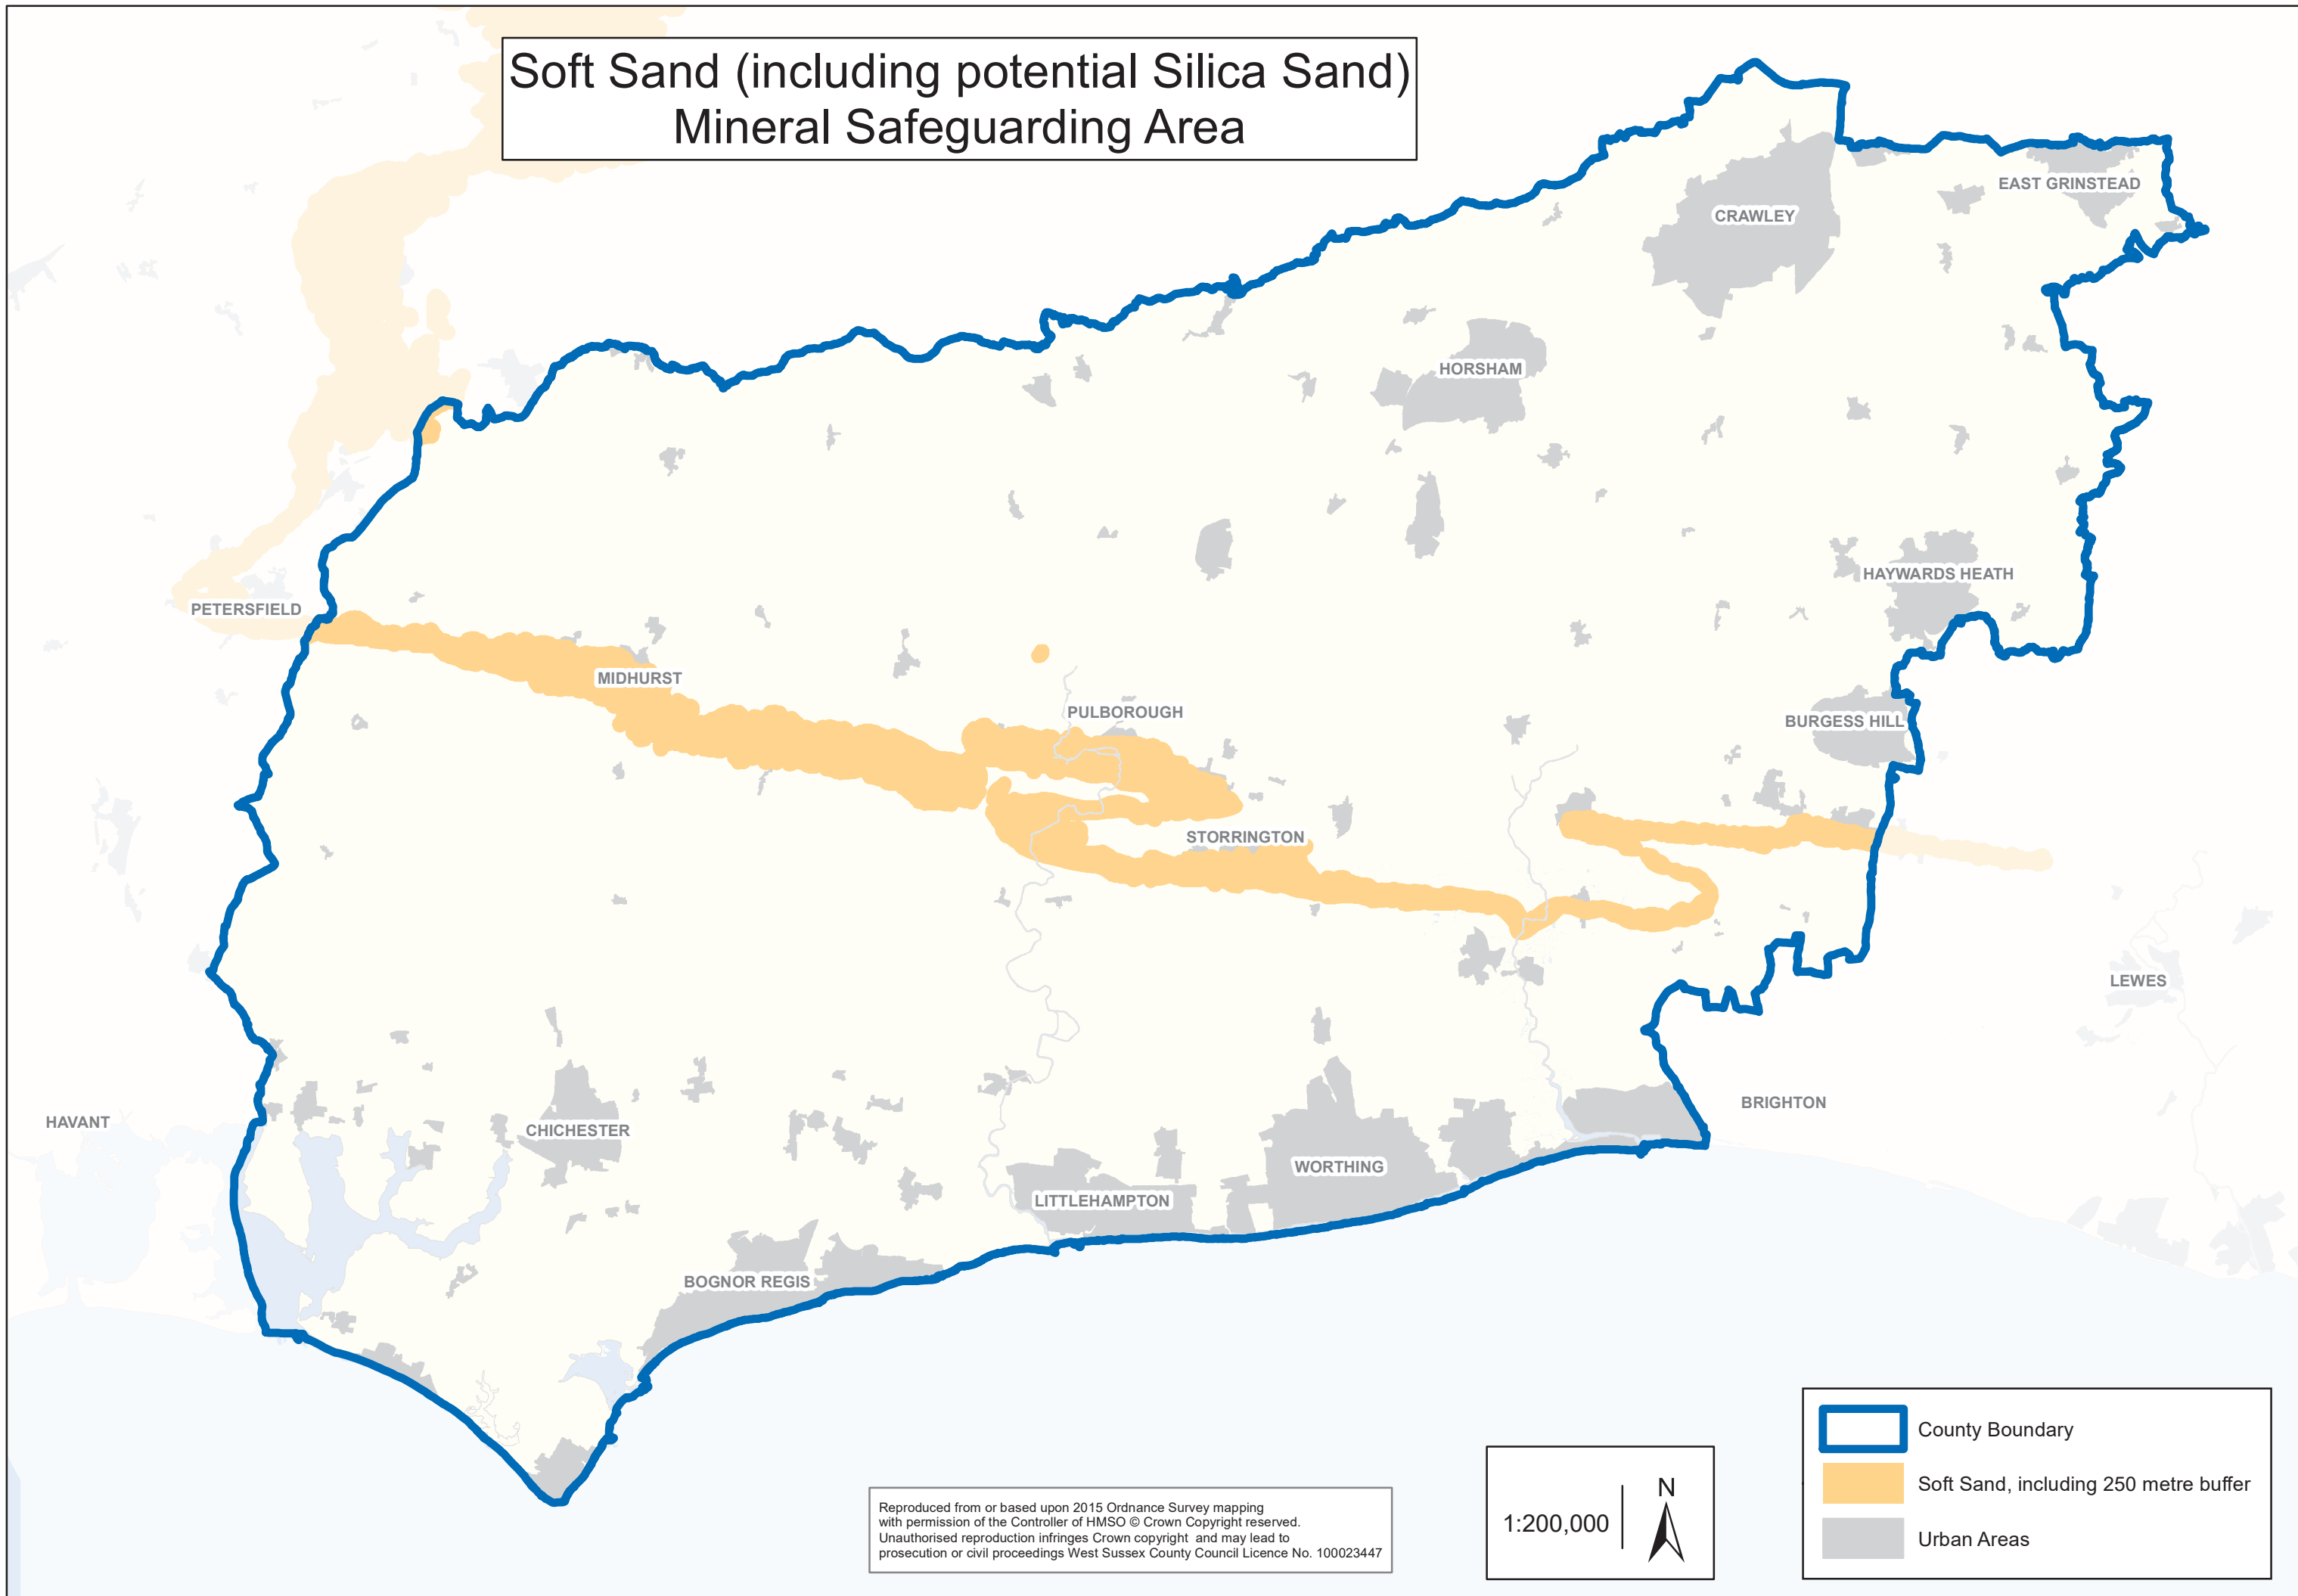 Soft Sand (including potential Silica Sand)
Mineral Safeguarding Area
EAST GRINSTEAD
CRAWLEY
HORSHAM
HAYWARDS HEATH
PETERSFIELD
MIDHURST
PULBOROUGH
BURGESS HILL
STORRINGTON
LEWES
BRIGHTON
HAVANT
CHICHESTER
WORTHING
LITTLEHAMPTON
BOGNOR REGIS
Reproduced from or based upon 2015 Ordnance Survey mapping
with permission of the Controller of HMSO © Crown Copyright reserved.
Unauthorised reproduction infringes Crown copyright and may lead to
prosecution or civil proceedings West Sussex County Council Licence No. 100023447
1:200,000
N
County Boundary
Soft Sand, including 250 metre buffer
Urban Areas